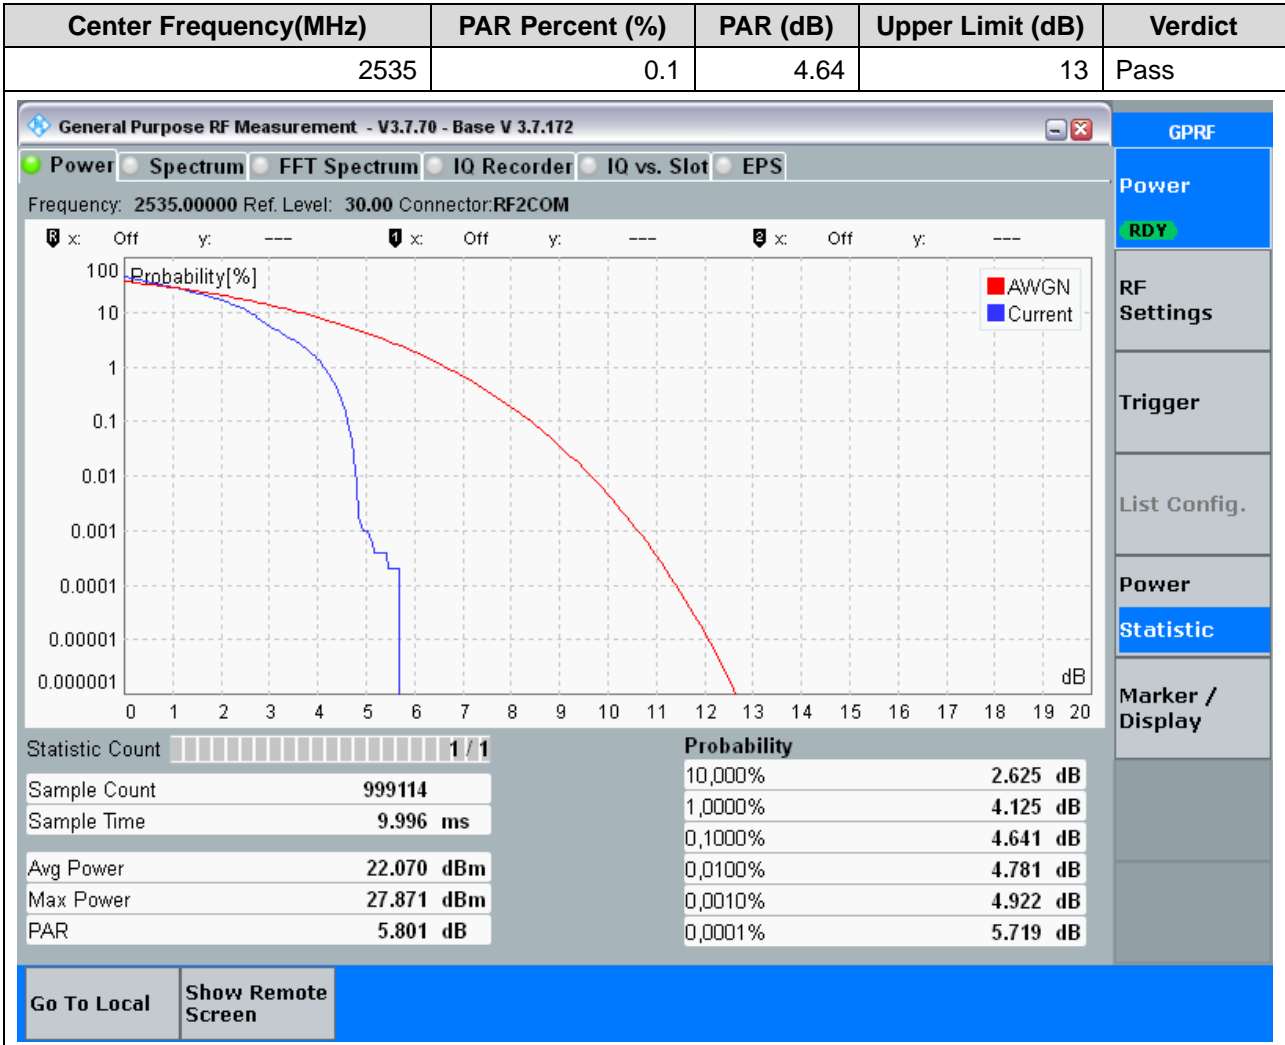 Center Frequency(MHz) PAR Percent (%) PAR (dB) Upper Limit (dB) Verdict
2535 0.1 4.64 13 Pass
General Purpose RF Measurement - V3.7.70 - Base V 3.7.172
GPRF
Power Spectrum FFT Spectrum IQ Recorder IQ vs. Slot EPS
Frequency: 2535.00000 Ref. Level: 30.00 Connector:RF2COM
R x: Off y: --- 1 x: Off y: --- 2 x: Off y: ---
Probability[%]
AWGN
Current
100
10
1
0.1
0.01
0.001
0.0001
0.00001
0.000001
dB
0 1 2 3 4 5 6 7 8 9 10 11 12 13 14 15 16 17 18 19 20
Statistic Count 1 / 1
Sample Count 999114
Sample Time 9.996 ms
Avg Power 22.070 dBm
Max Power 27.871 dBm
PAR 5.801 dB
Probability
10,000% 2.625 dB
1,0000% 4.125 dB
0,1000% 4.641 dB
0,0100% 4.781 dB
0,0010% 4.922 dB
0,0001% 5.719 dB
Power
RDY
RF
Settings
Trigger
List Config.
Power
Statistic
Marker /
Display
Go To Local
Show Remote
Screen